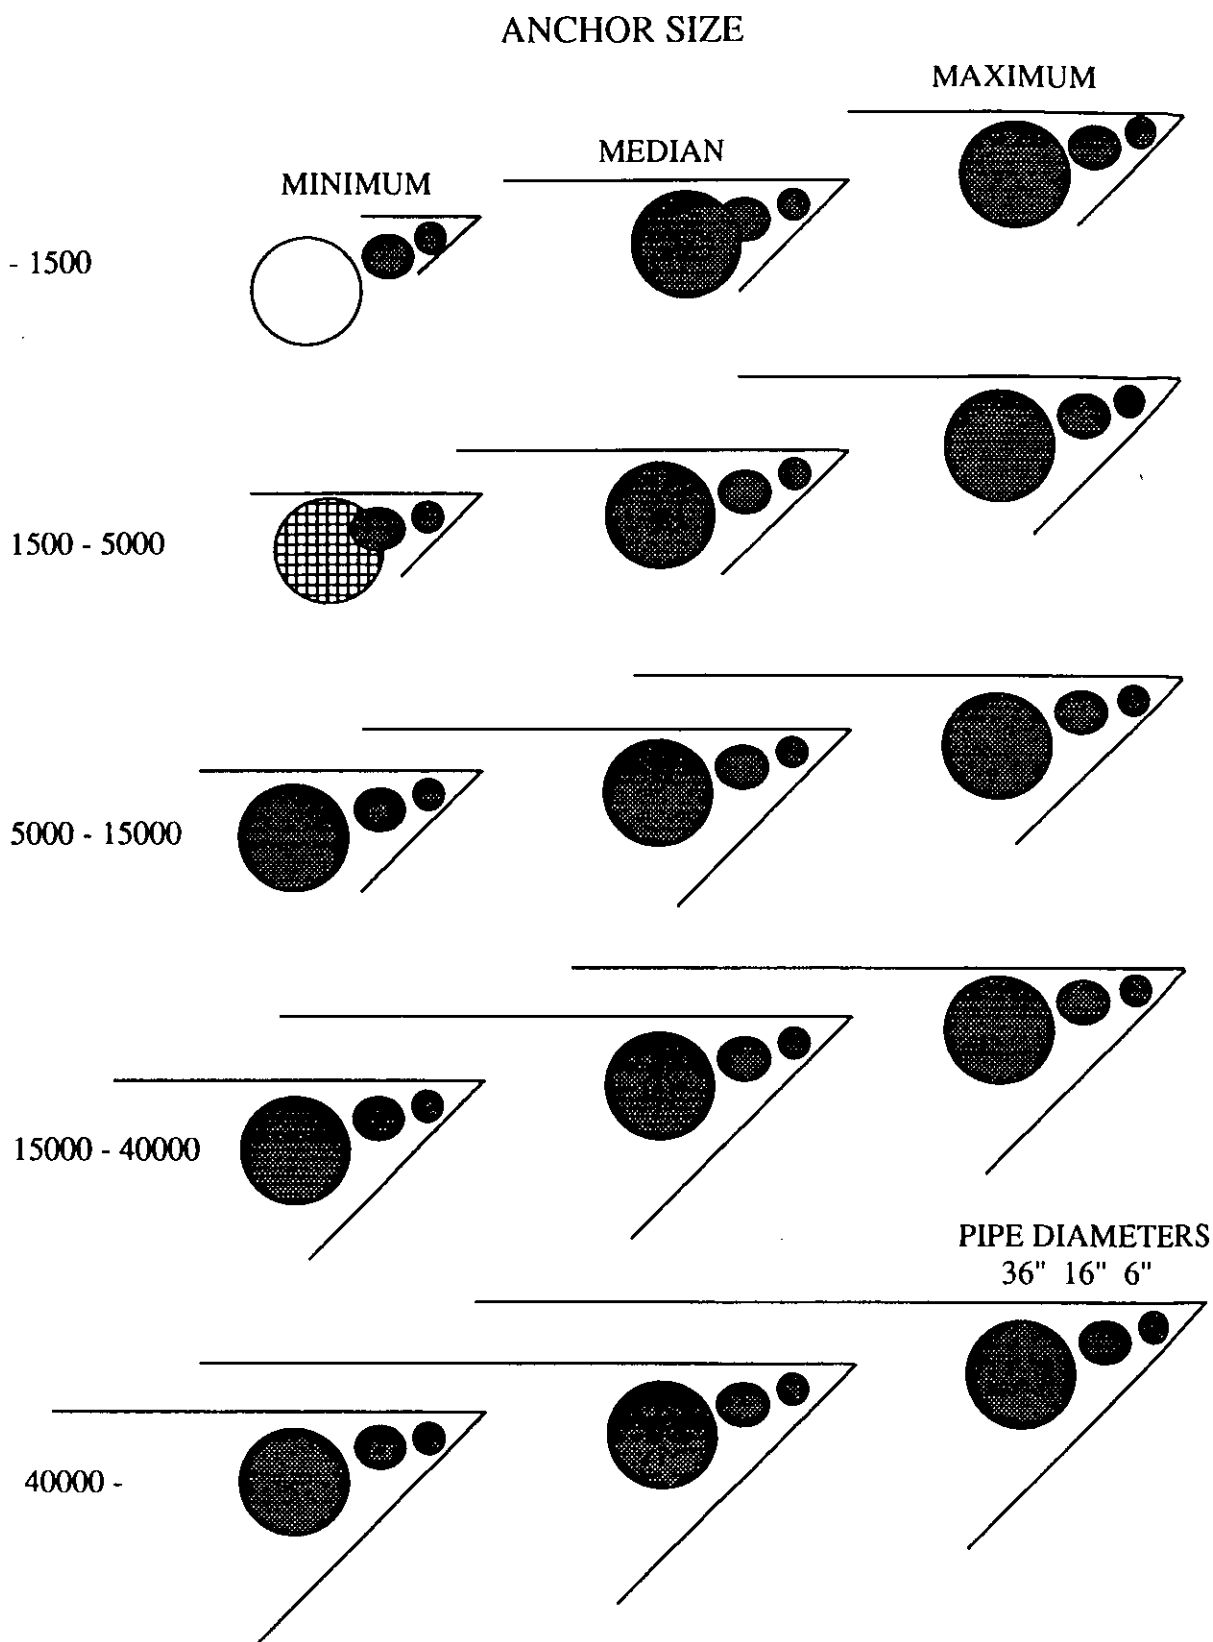 ANCHOR SIZE
MAXIMUM
MEDIAN
MINIMUM
- 1500
1500 - 5000
5000 - 15000
15000 - 40000
PIPE DIAMETERS
36" 16" 6"
40000 -